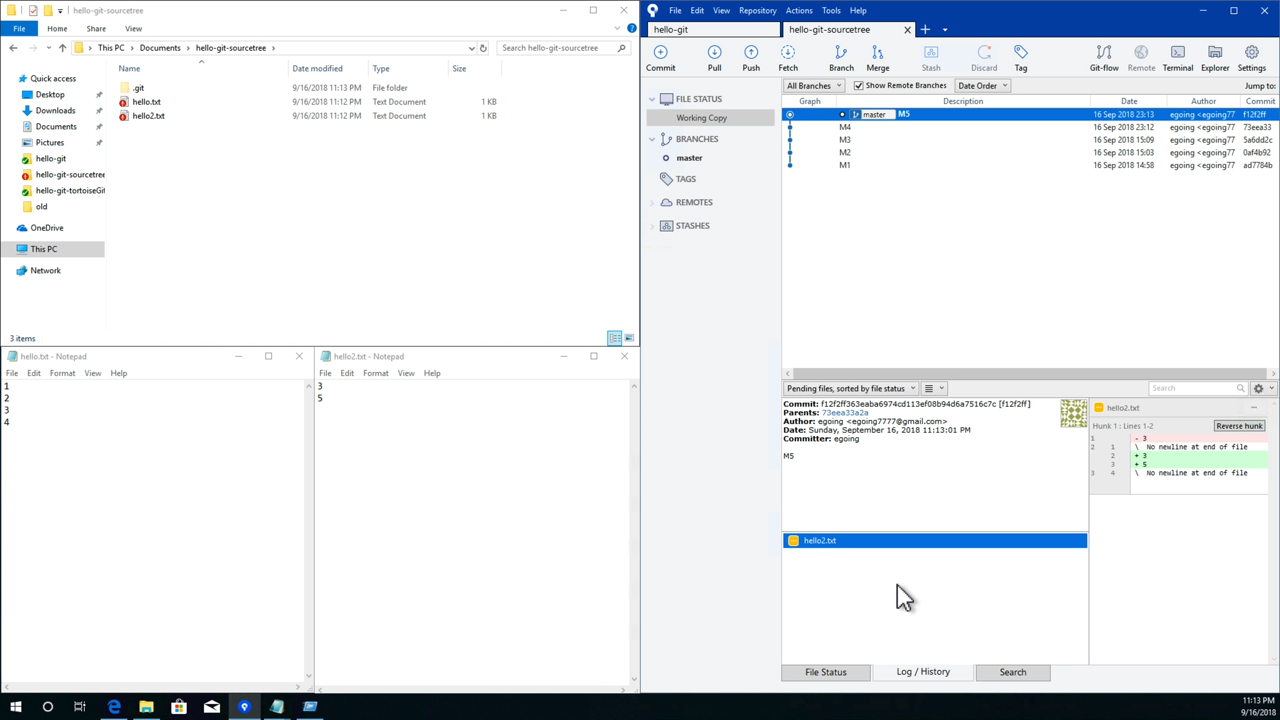 hello-git-sourcetree
File
Home
Share
View
This PC > Documents > hello-git-sourcetree >
Search hello-git-sourcetree
Name
Date modified
Type
Size
Quick access
Desktop
Downloads
Documents
Pictures
hello-git
hello-git-sourcetree
hello-git-tortoiseGit
old
OneDrive
This PC
Network
.git
9/16/2018 11:13 PM
File folder
hello.txt
9/16/2018 11:12 PM
Text Document
1 KB
hello2.txt
9/16/2018 11:12 PM
Text Document
1 KB
3 items
hello.txt - Notepad
File Edit Format View Help
1
2
3
4
hello2.txt - Notepad
File Edit Format View Help
3
5
File Edit View Repository Actions Tools Help
hello-git
hello-git-sourcetree
Commit
Pull
Push
Fetch
Branch
Merge
Stash
Discard
Tag
Git-flow
Remote
Terminal
Explorer
Settings
All Branches
Show Remote Branches
Date Order
Jump to:
FILE STATUS
Working Copy
BRANCHES
master
TAGS
REMOTES
STASHES
Graph
Description
Date
Author
Commit
master M5 16 Sep 2018 23:13 egoing <egoing77 f12f2ff
M4 16 Sep 2018 23:12 egoing <egoing77 73eea33
M3 16 Sep 2018 15:09 egoing <egoing77 5a6dd2c
M2 16 Sep 2018 15:03 egoing <egoing77 0af4b92
M1 16 Sep 2018 14:58 egoing <egoing77 ad7784b
Pending files, sorted by file status
Search
Commit: f12f2ff363eaba6974cd113ef08b94d6a7516c7c [f12f2ff]
Parents: 73eea33a2a
Author: egoing <egoing7777@gmail.com>
Date: Sunday, September 16, 2018 11:13:01 PM
Committer: egoing
M5
hello2.txt
hello2.txt
Hunk 1 : Lines 1-2
Reverse hunk
1 - 3
2 1 \ No newline at end of file
2 + 3
3 + 5
3 4 \ No newline at end of file
File Status
Log / History
Search
11:13 PM
9/16/2018